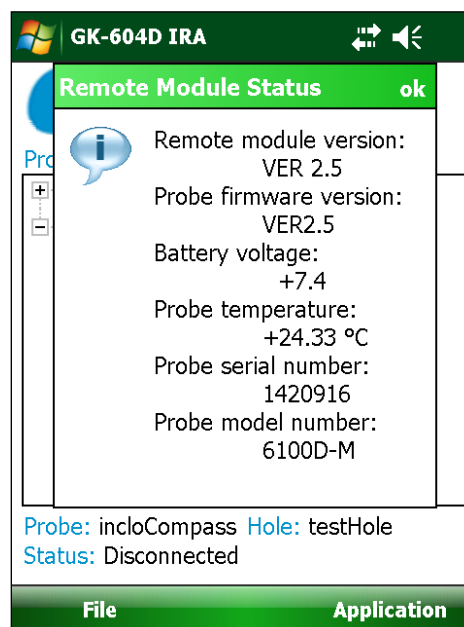 GK-604D IRA
Remote Module Status ok
Remote module version:
VER 2.5
Probe firmware version:
VER2.5
Battery voltage:
+7.4
Probe temperature:
+24.33 °C
Probe serial number:
1420916
Probe model number:
6100D-M
Probe: incloCompass Hole: testHole
Status: Disconnected
File Application